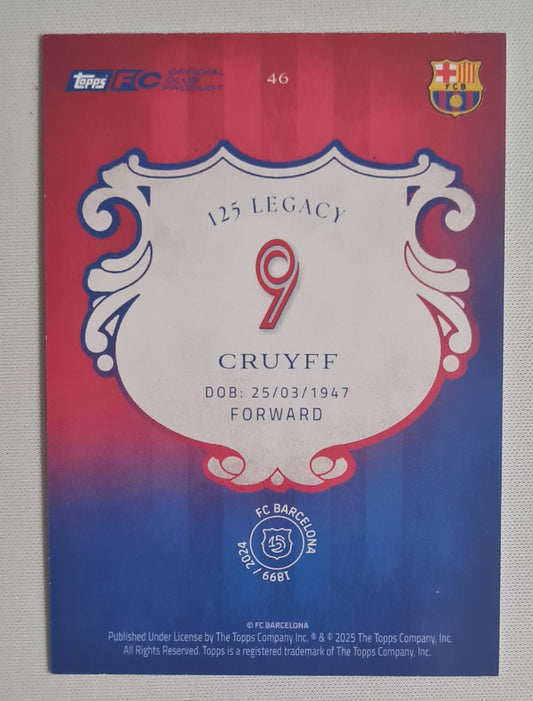 topps FC OFFICIAL CLUB PRODUCT
46
FCB
125 LEGACY
9
CRUYFF
DOB: 25/03/1947
FORWARD
FC BARCELONA
1899 / 2024
© FC BARCELONA
Published Under License by The Topps Company Inc. ® & © 2025 The Topps Company, Inc.
All Rights Reserved. Topps is a registered trademark of The Topps Company, Inc.